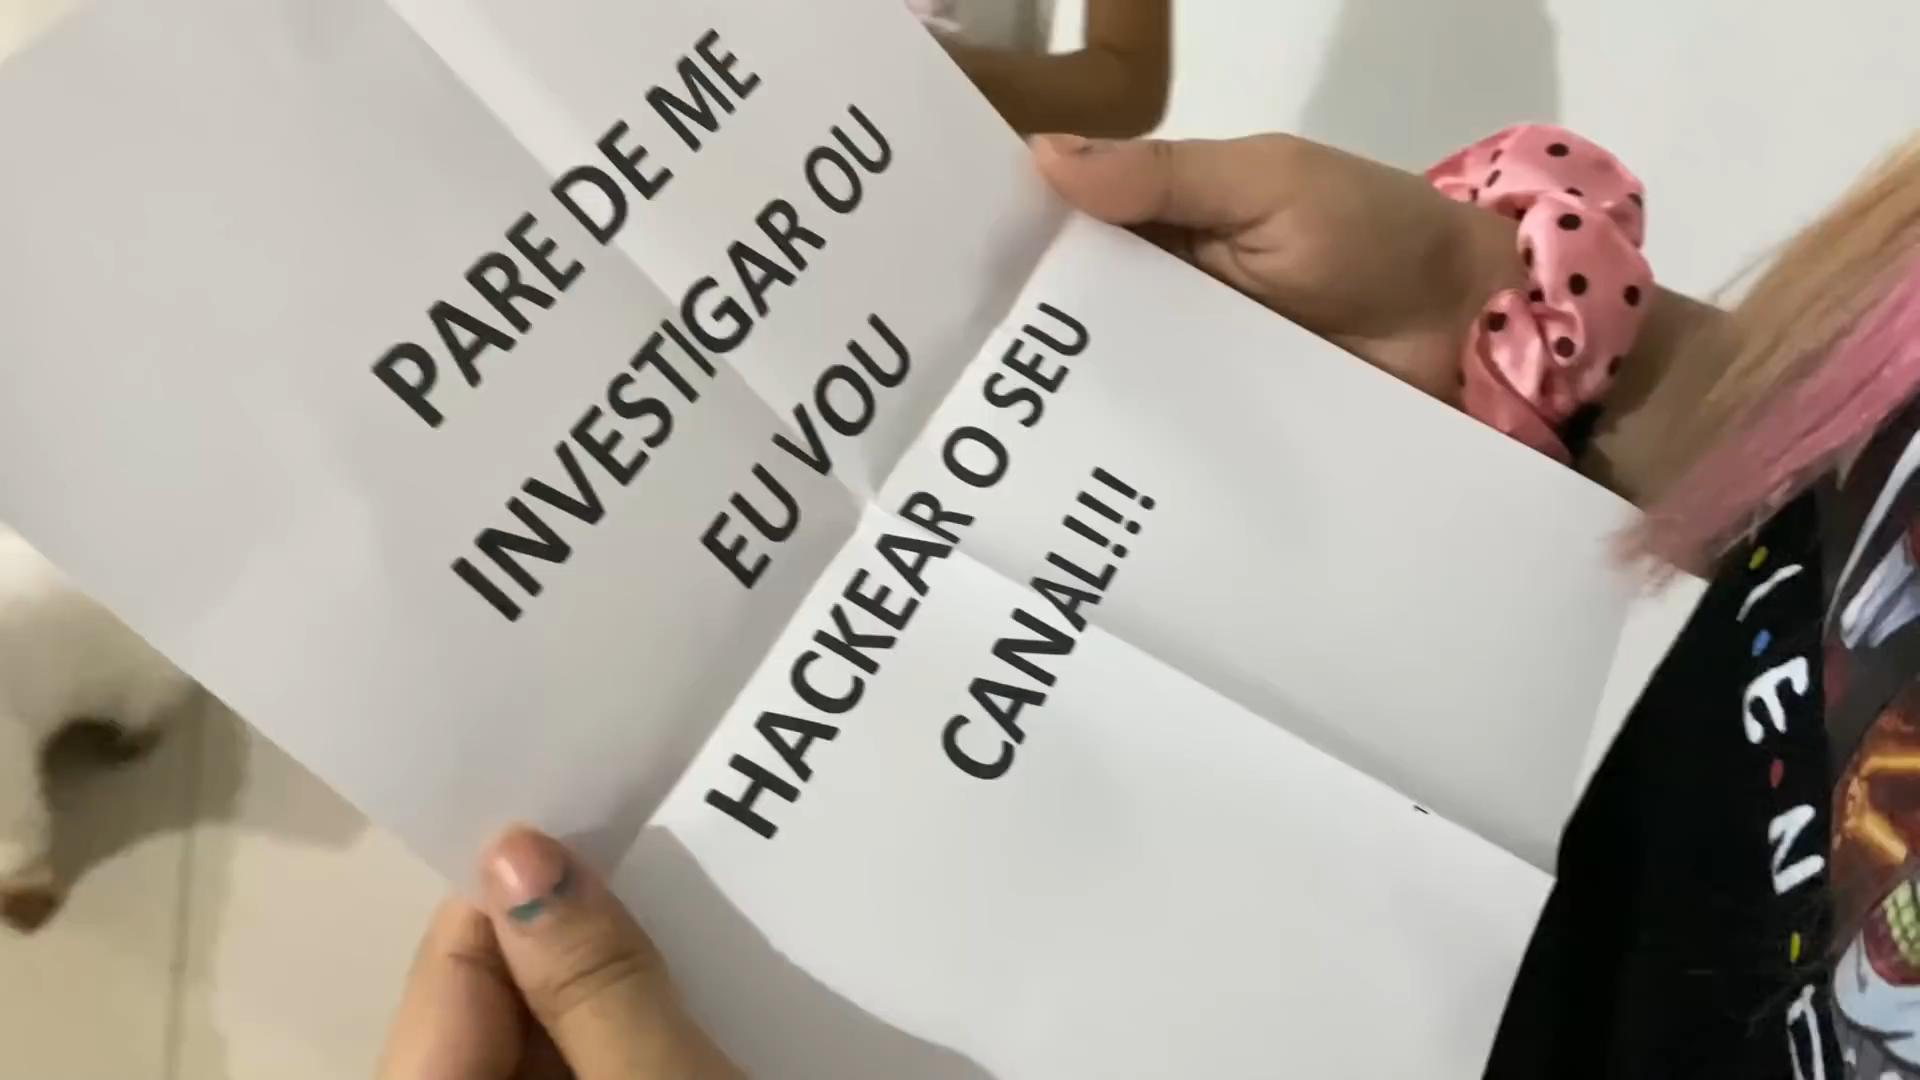 PARE DE ME
INVESTIGAR OU
EU VOU
HACKEAR O SEU
CANAL!!!